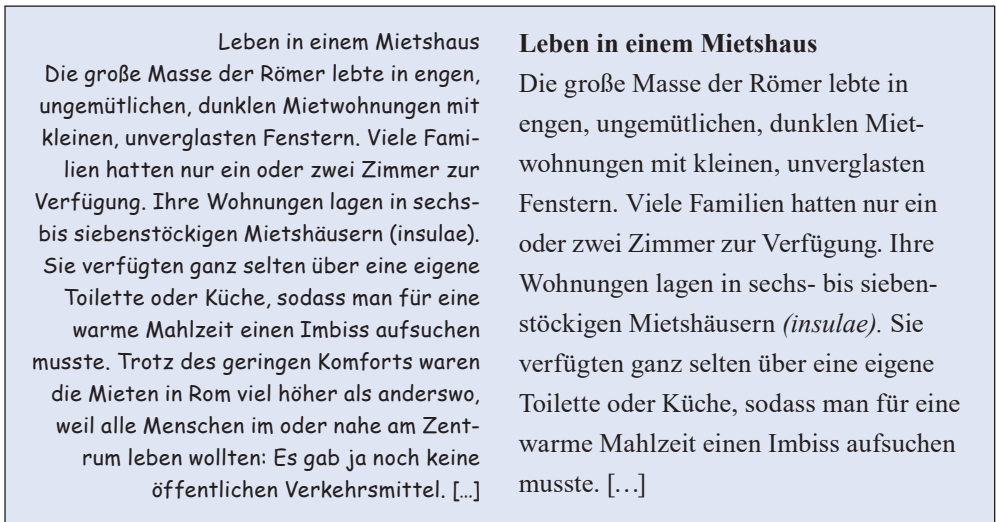 Leben in einem Mietshaus
Die große Masse der Römer lebte in engen,
ungemütlichen, dunklen Mietwohnungen mit
kleinen, unverglasten Fenstern. Viele Fami-
lien hatten nur ein oder zwei Zimmer zur
Verfügung. Ihre Wohnungen lagen in sechs-
bis siebenstöckigen Mietshäusern (insulae).
Sie verfügten ganz selten über eine eigene
Toilette oder Küche, sodass man für eine
warme Mahlzeit einen Imbiss aufsuchen
musste. Trotz des geringen Komforts waren
die Mieten in Rom viel höher als anderswo,
weil alle Menschen im oder nahe am Zent-
rum leben wollten: Es gab ja noch keine
öffentlichen Verkehrsmittel. […]
Leben in einem Mietshaus
Die große Masse der Römer lebte in
engen, ungemütlichen, dunklen Miet-
wohnungen mit kleinen, unverglasten
Fenstern. Viele Familien hatten nur ein
oder zwei Zimmer zur Verfügung. Ihre
Wohnungen lagen in sechs- bis sieben-
stöckigen Mietshäusern (insulae). Sie
verfügten ganz selten über eine eigene
Toilette oder Küche, sodass man für eine
warme Mahlzeit einen Imbiss aufsuchen
musste. […]